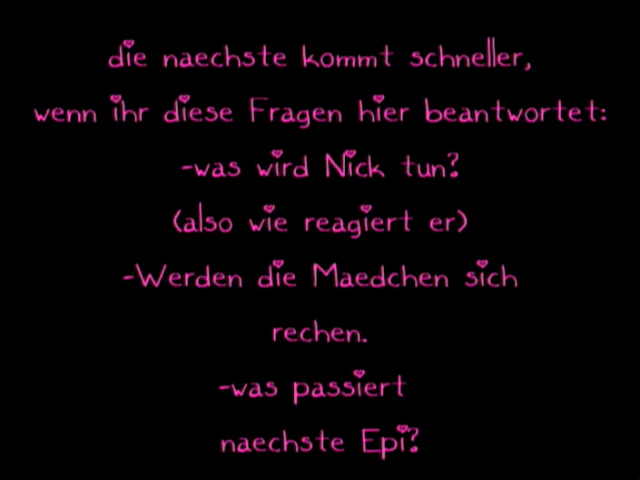 die naechste kommt schneller,
wenn ihr diese Fragen hier beantwortet:
-was wird Nick tun?
(also wie reagiert er)
-Werden die Maedchen sich
rechen.
-was passiert
naechste Epi?